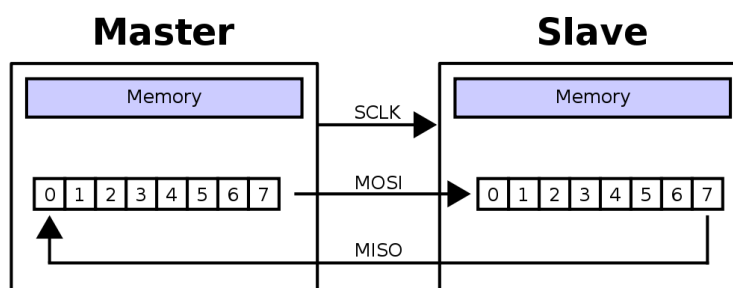 Master Slave
Memory Memory
SCLK
0 1 2 3 4 5 6 7 MOSI 0 1 2 3 4 5 6 7
MISO